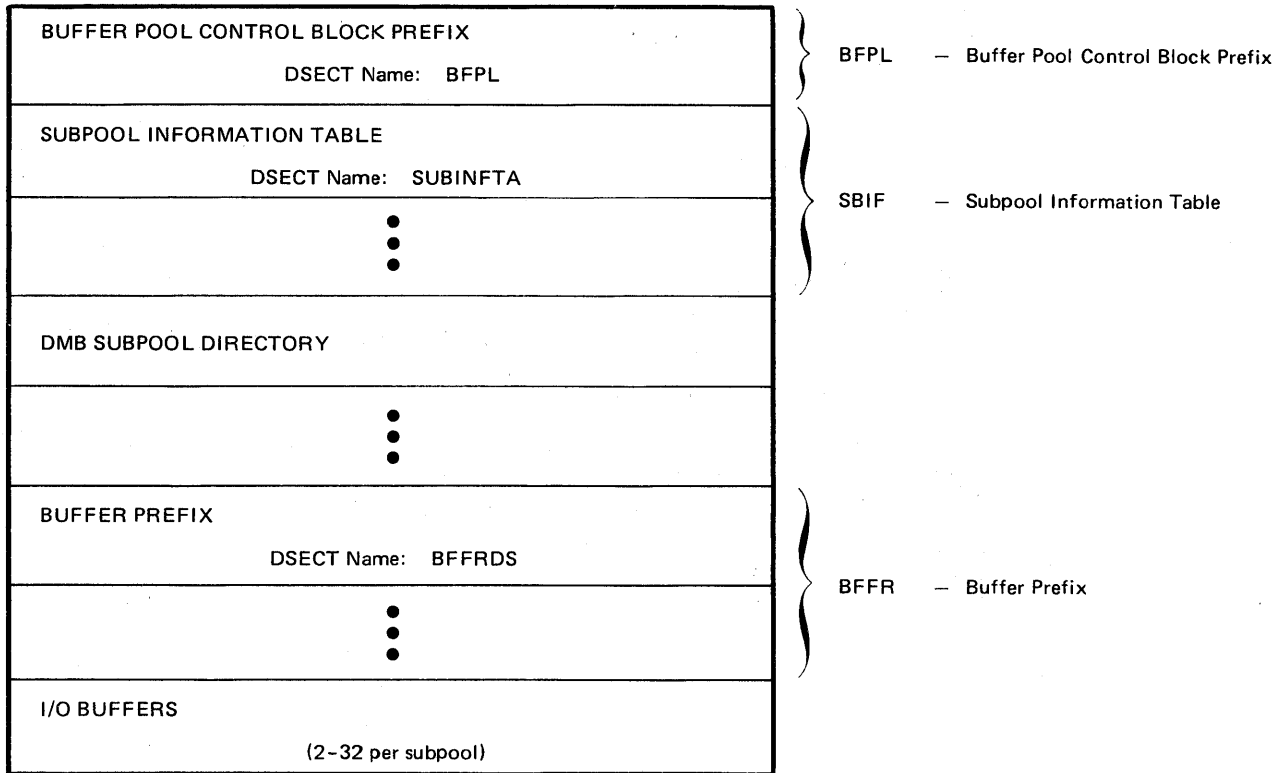 BUFFER POOL CONTROL BLOCK PREFIX
DSECT Name: BFPL
BFPL – Buffer Pool Control Block Prefix
SUBPOOL INFORMATION TABLE
DSECT Name: SUBINFTA
SBIF – Subpool Information Table
DMB SUBPOOL DIRECTORY
BUFFER PREFIX
DSECT Name: BFFRDS
BFFR – Buffer Prefix
I/O BUFFERS
(2-32 per subpool)